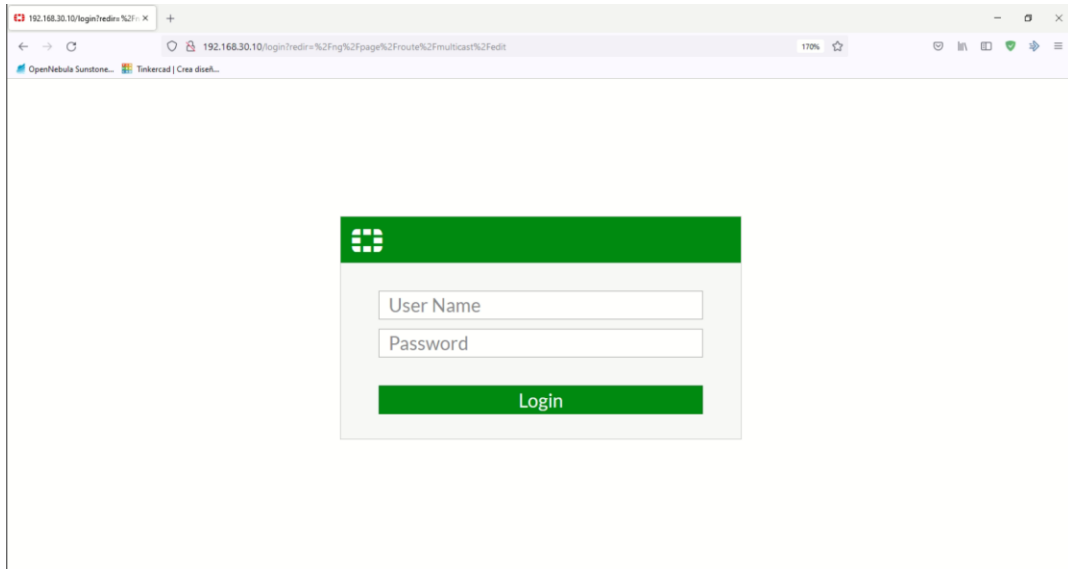 192.168.30.10/login?redir=%2Fn
192.168.30.10/login?redir=%2Fng%2Fpage%2Froute%2Fmulticast%2Fedit
170%
OpenNebula Sunstone...
Tinkercad | Crea diseñ...
User Name
Password
Login